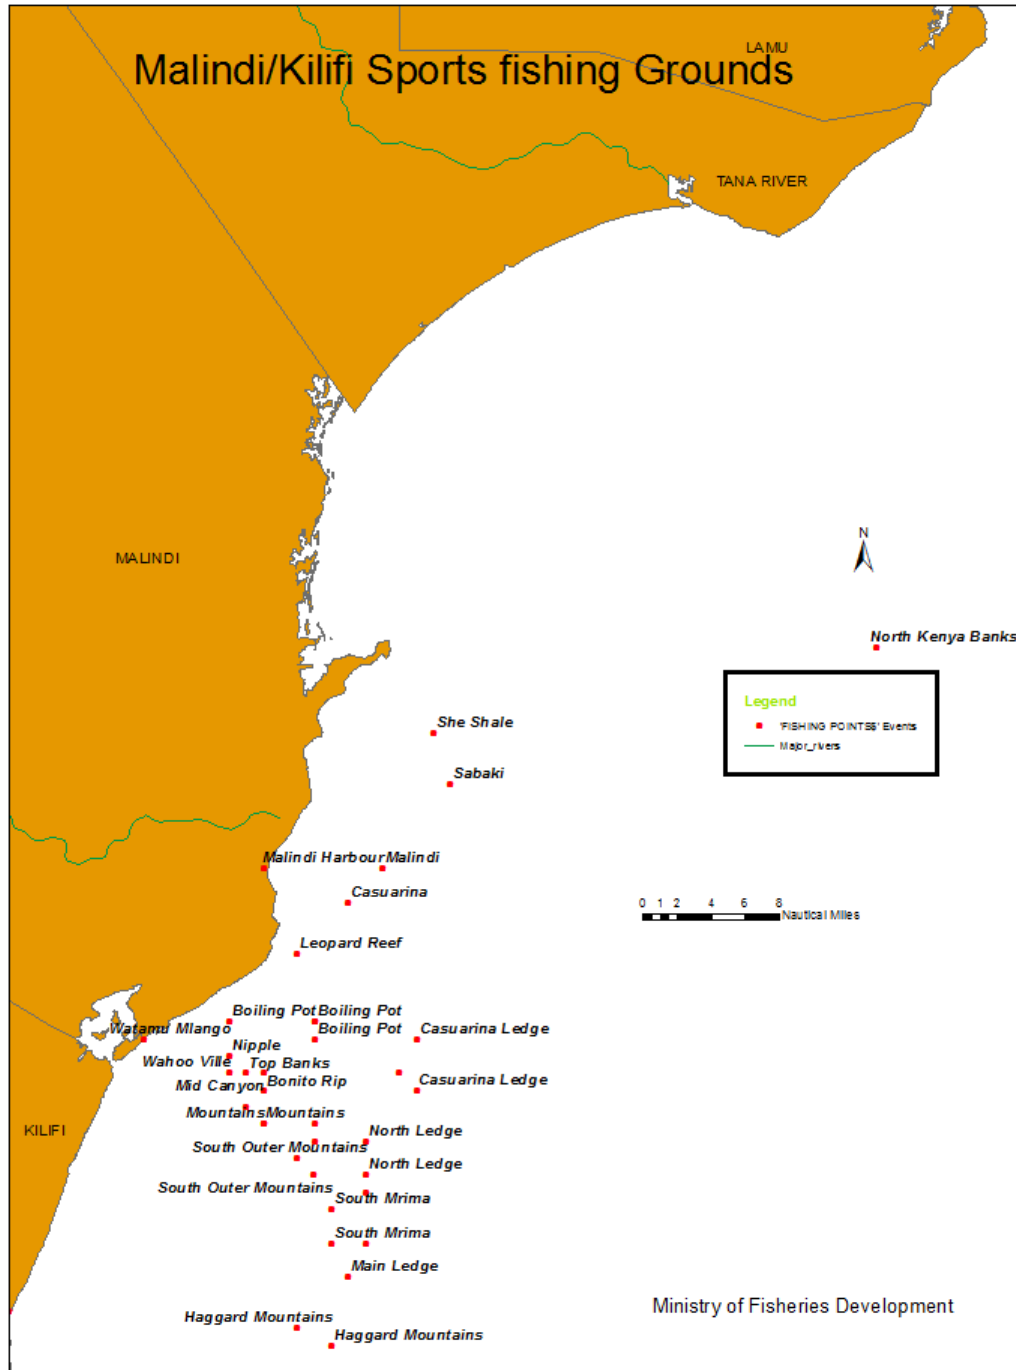 LAMU
Malindi/Kilifi Sports fishing Grounds
TANA RIVER
MALINDI
N
North Kenya Banks
Legend
'FISHING POINTS$' Events
Major_rivers
She Shale
Sabaki
Malindi Harbour Malindi
Casuarina
0 1 2 4 6 8
Nautical Miles
Leopard Reef
Boiling Pot Boiling Pot
Watamu Mlango
Boiling Pot
Casuarina Ledge
Nipple
Wahoo Ville
Top Banks
Mid Canyon
Bonito Rip
Casuarina Ledge
Mountains Mountains
KILIFI
North Ledge
South Outer Mountains
North Ledge
South Outer Mountains
South Mrima
South Mrima
Main Ledge
Haggard Mountains
Haggard Mountains
Ministry of Fisheries Development